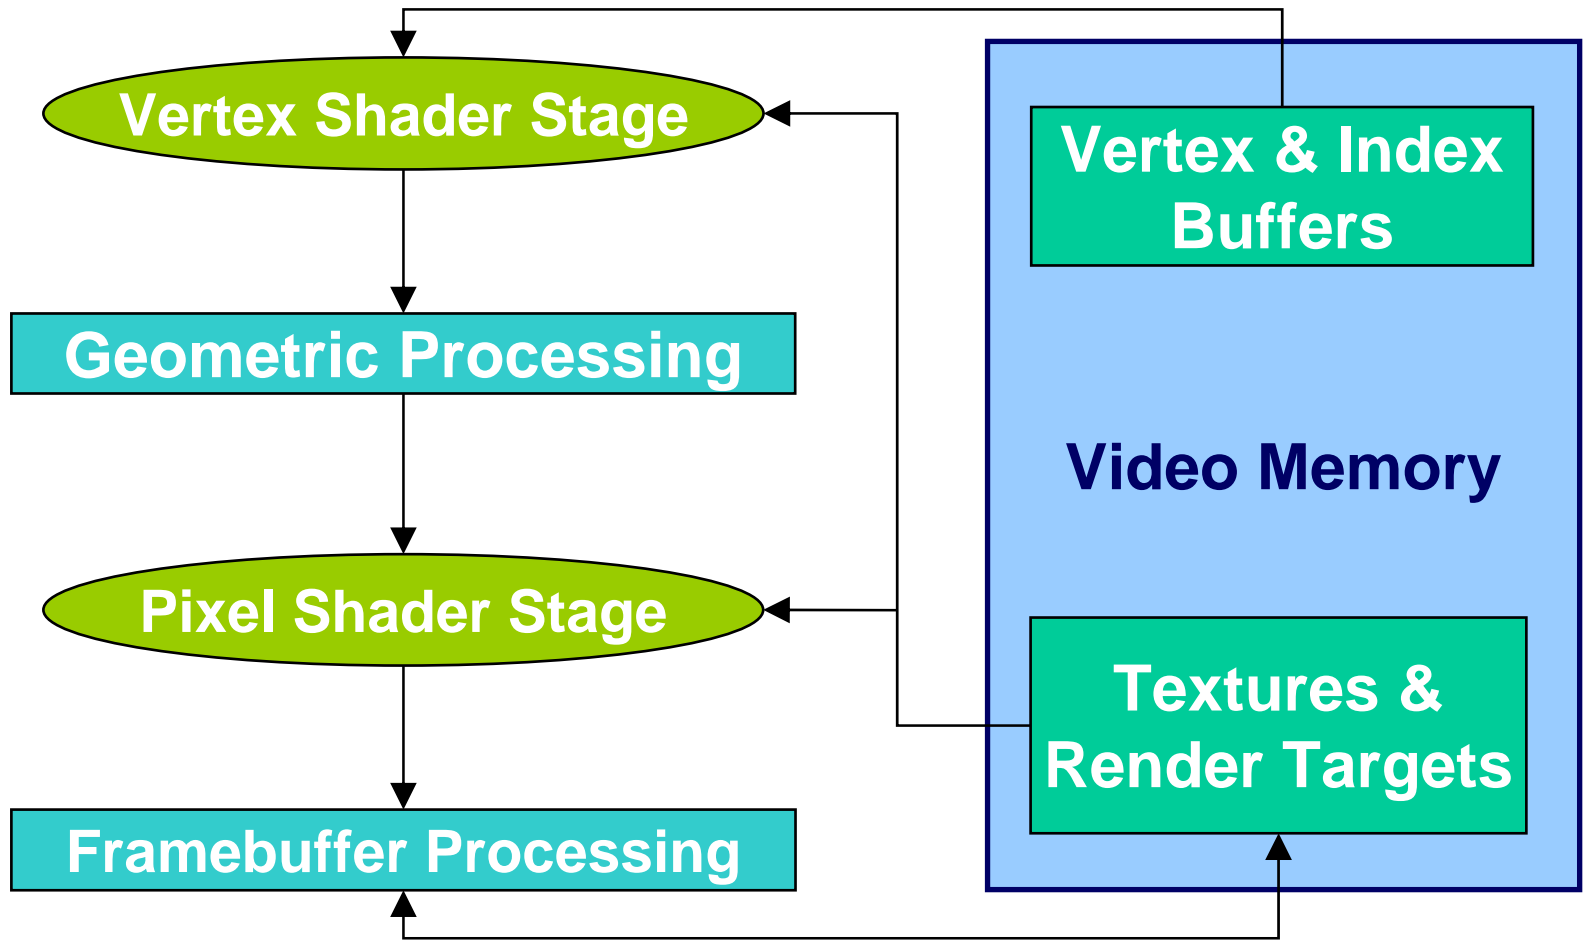 Vertex Shader Stage
Geometric Processing
Pixel Shader Stage
Framebuffer Processing
Vertex & Index
Buffers
Video Memory
Textures &
Render Targets